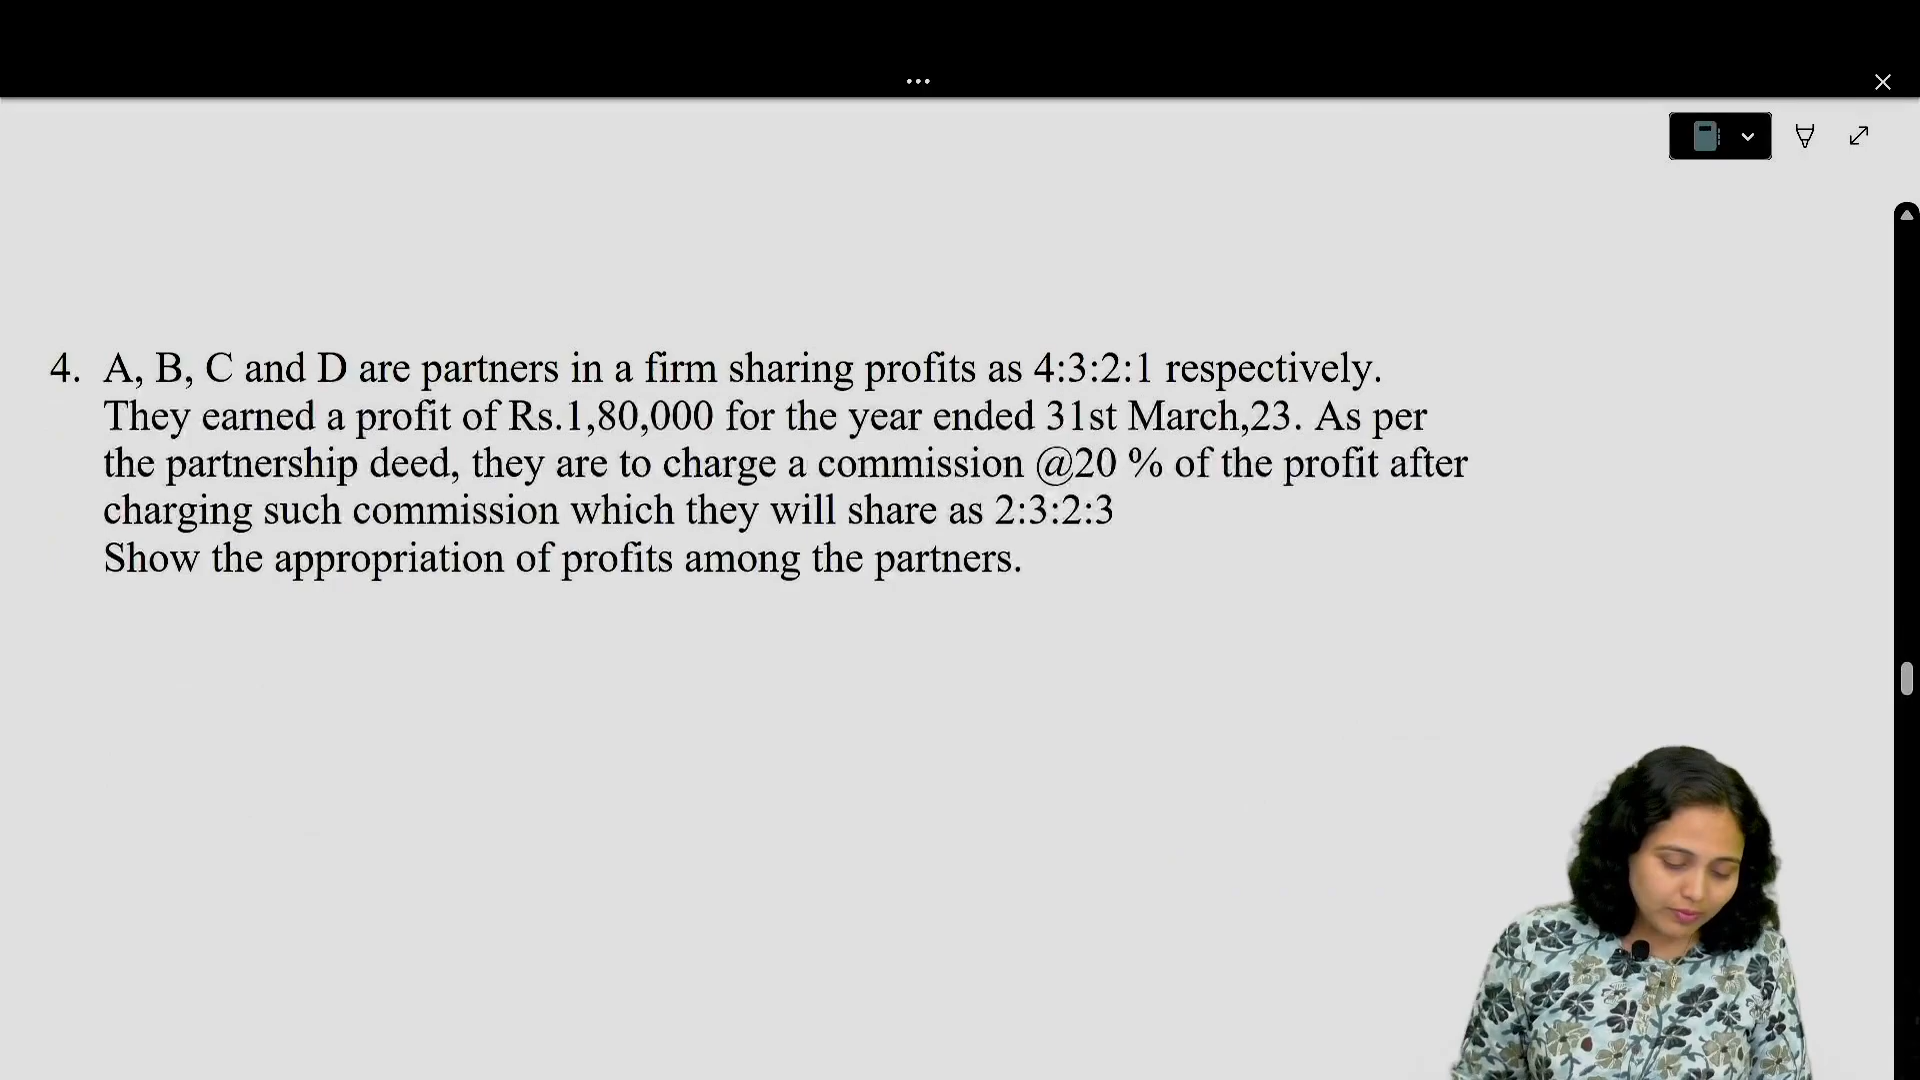 4. A, B, C and D are partners in a firm sharing profits as 4:3:2:1 respectively.
They earned a profit of Rs.1,80,000 for the year ended 31st March,23. As per
the partnership deed, they are to charge a commission @20 % of the profit after
charging such commission which they will share as 2:3:2:3
Show the appropriation of profits among the partners.